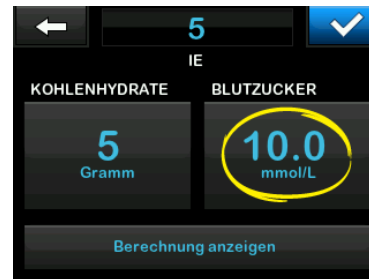 5
IE
KOHLENHYDRATE BLUTZUCKER
5 10.0
Gramm mmol/L
Berechnung anzeigen